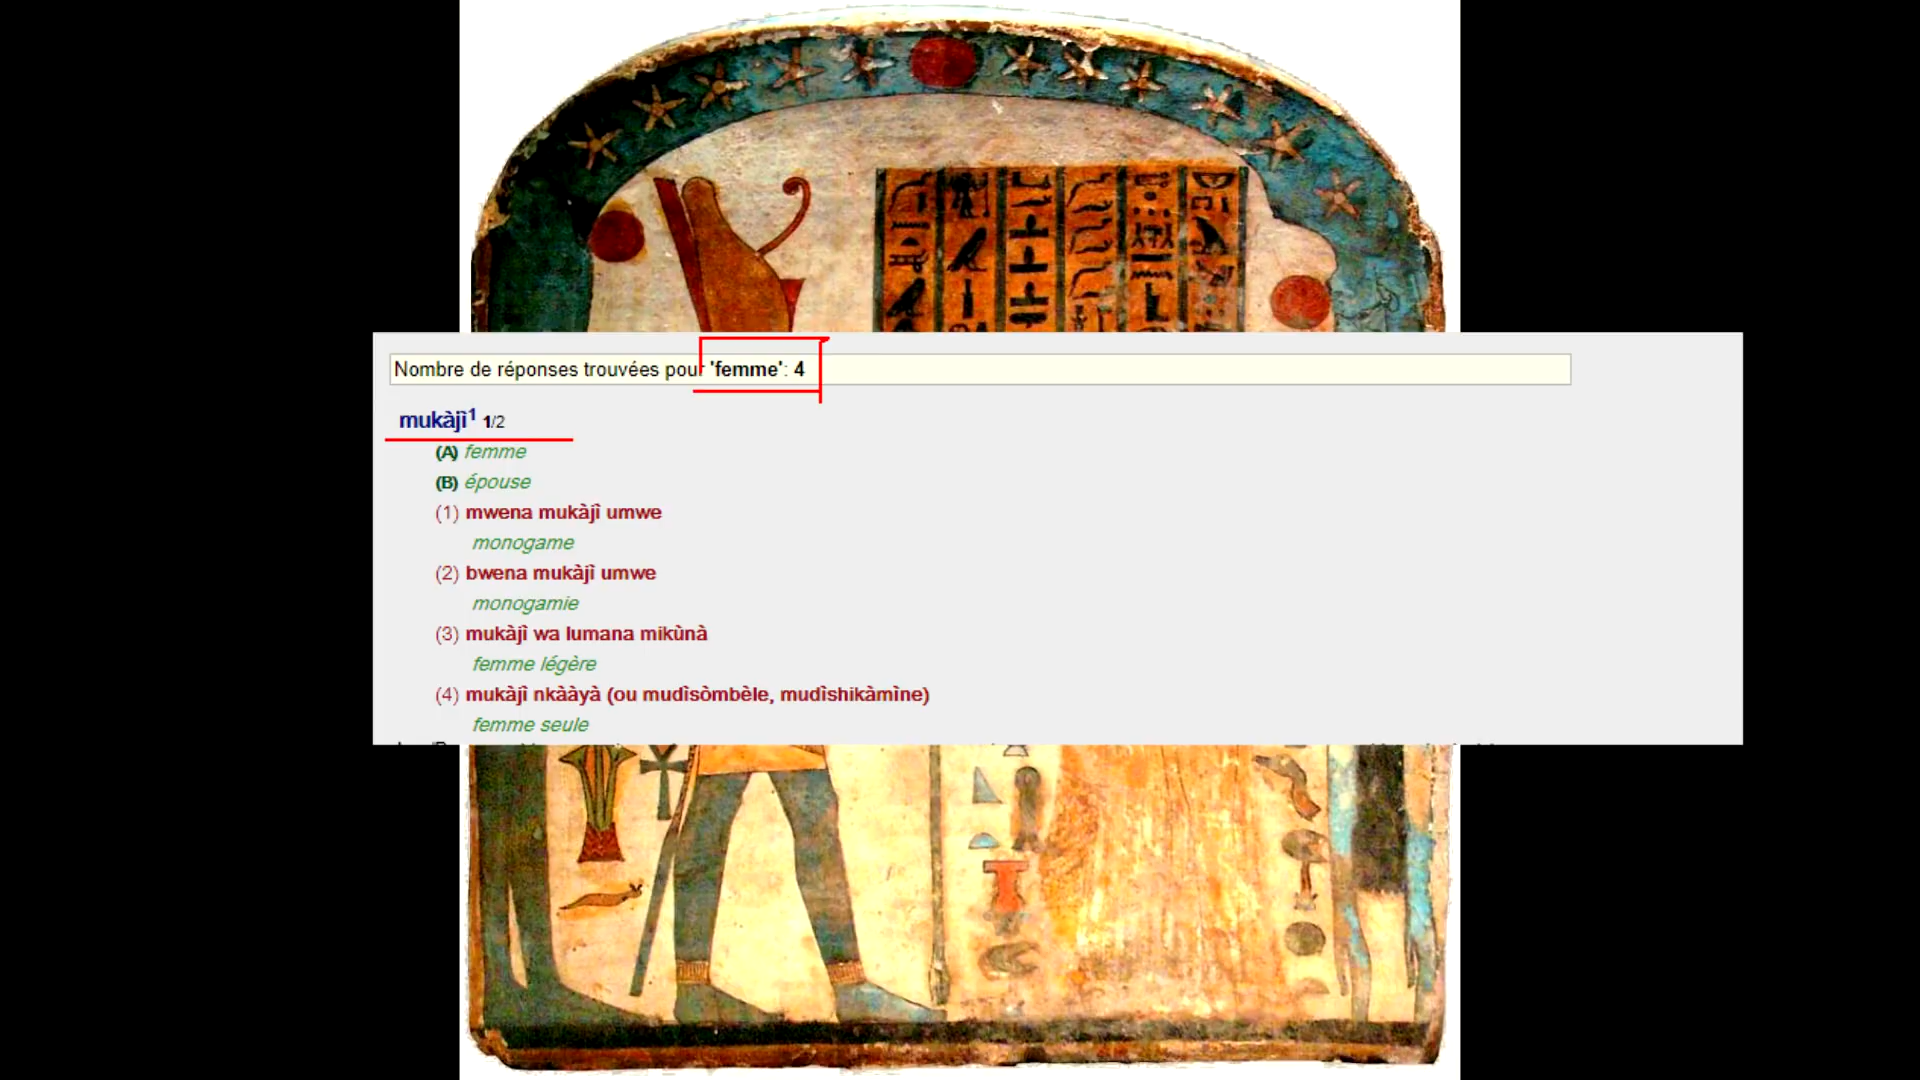 Nombre de réponses trouvées pour 'femme': 4
mukàjì¹ 1/2
(A) femme
(B) épouse
(1) mwena mukàjì umwe
monogame
(2) bwena mukàjì umwe
monogamie
(3) mukàjì wa lumana mikùnà
femme légère
(4) mukàjì nkààyà (ou mudìsòmbèle, mudìshikàmìne)
femme seule